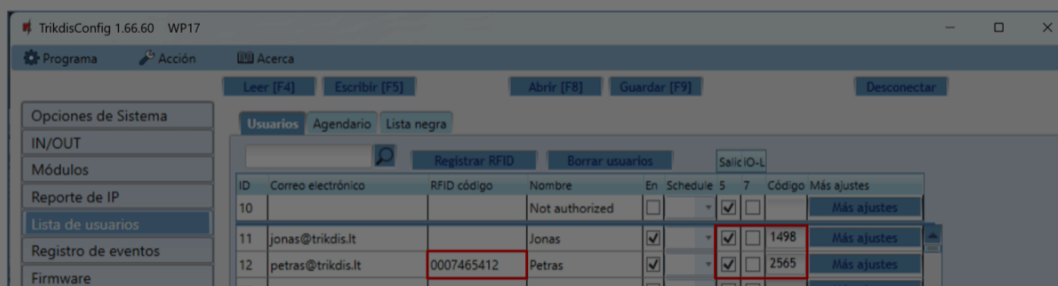 TrikdisConfig 1.66.60 WP17
Programa Acción Acerca
Leer [F4] Escribir [F5] Abrir [F8] Guardar [F9] Desconectar
Opciones de Sistema
IN/OUT
Módulos
Reporte de IP
Lista de usuarios
Registro de eventos
Firmware
Usuarios Agendario Lista negra
Registrar RFID Borrar usuarios Salic IO-L
ID Correo electrónico RFID código Nombre En Schedule 5 7 Código Más ajustes
10 Not authorized Más ajustes
11 jonas@trikdis.lt Jonas 1498 Más ajustes
12 petras@trikdis.lt 0007465412 Petras 2565 Más ajustes